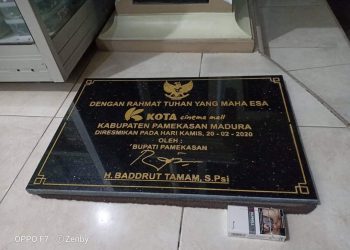 DENGAN RAHMAT TUHAN YANG MAHA ESA
KOTA cinema mall
KABUPATEN PAMEKASAN MADURA
DIRESMIKAN PADA HARI KAMIS, 20 - 02 - 2020
OLEH :
BUPATI PAMEKASAN
H. BADDRUT TAMAM, S.Psi
OPPO F7 Zenby